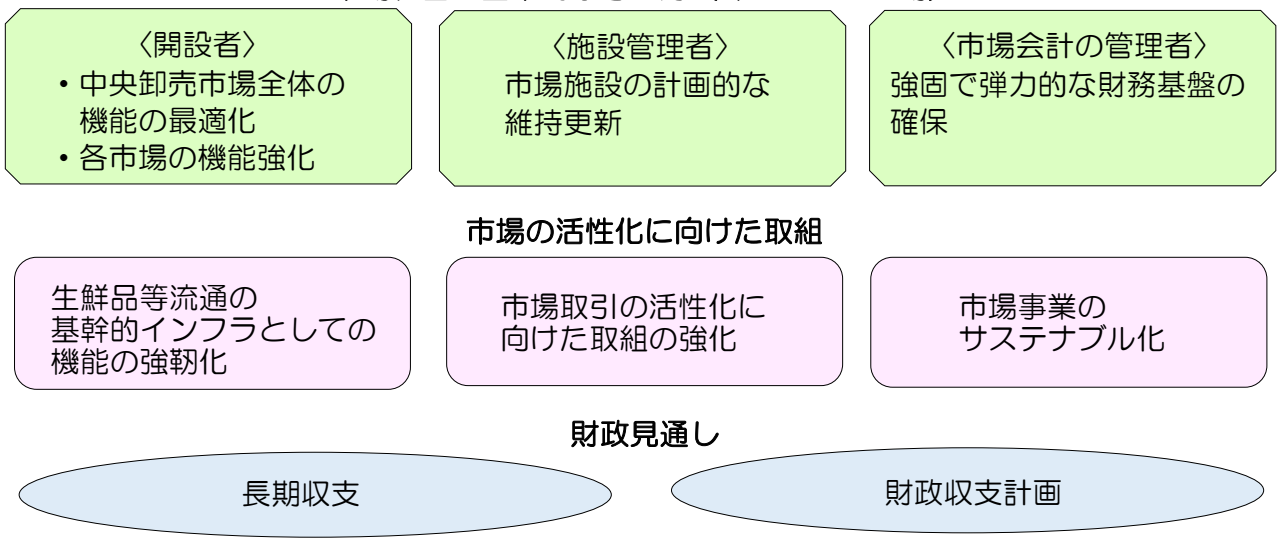 〈開設者〉
・中央卸売市場全体の
機能の最適化
・各市場の機能強化
〈施設管理者〉
市場施設の計画的な
維持更新
〈市場会計の管理者〉
強固で弾力的な財務基盤の
確保
市場の活性化に向けた取組
生鮮品等流通の
基幹的インフラとしての
機能の強靭化
市場取引の活性化に
向けた取組の強化
市場事業の
サステナブル化
財政見通し
長期収支
財政収支計画